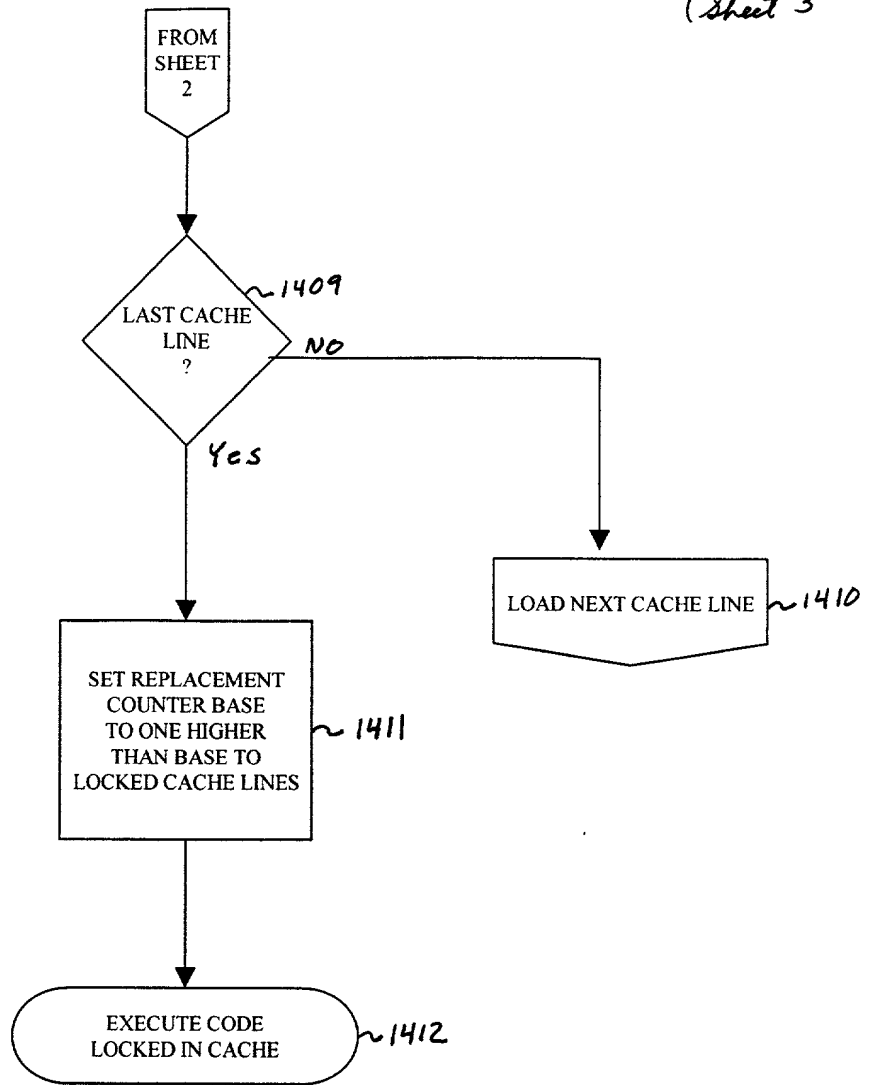 (Sheet 3
FROM
SHEET
2
1409
LAST CACHE
LINE
?
NO
Yes
LOAD NEXT CACHE LINE
1410
SET REPLACEMENT
COUNTER BASE
TO ONE HIGHER
THAN BASE TO
LOCKED CACHE LINES
1411
EXECUTE CODE
LOCKED IN CACHE
1412